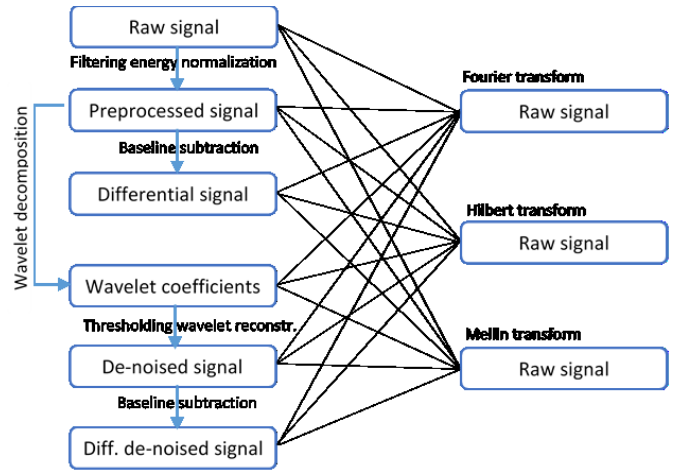 Raw signal
Filtering energy normalization
Preprocessed signal
Baseline subtraction
Differential signal
Wavelet decomposition
Wavelet coefficients
Thresholding wavelet reconstr.
De-noised signal
Baseline subtraction
Diff. de-noised signal
Fourier transform
Raw signal
Hilbert transform
Raw signal
Mellin transform
Raw signal